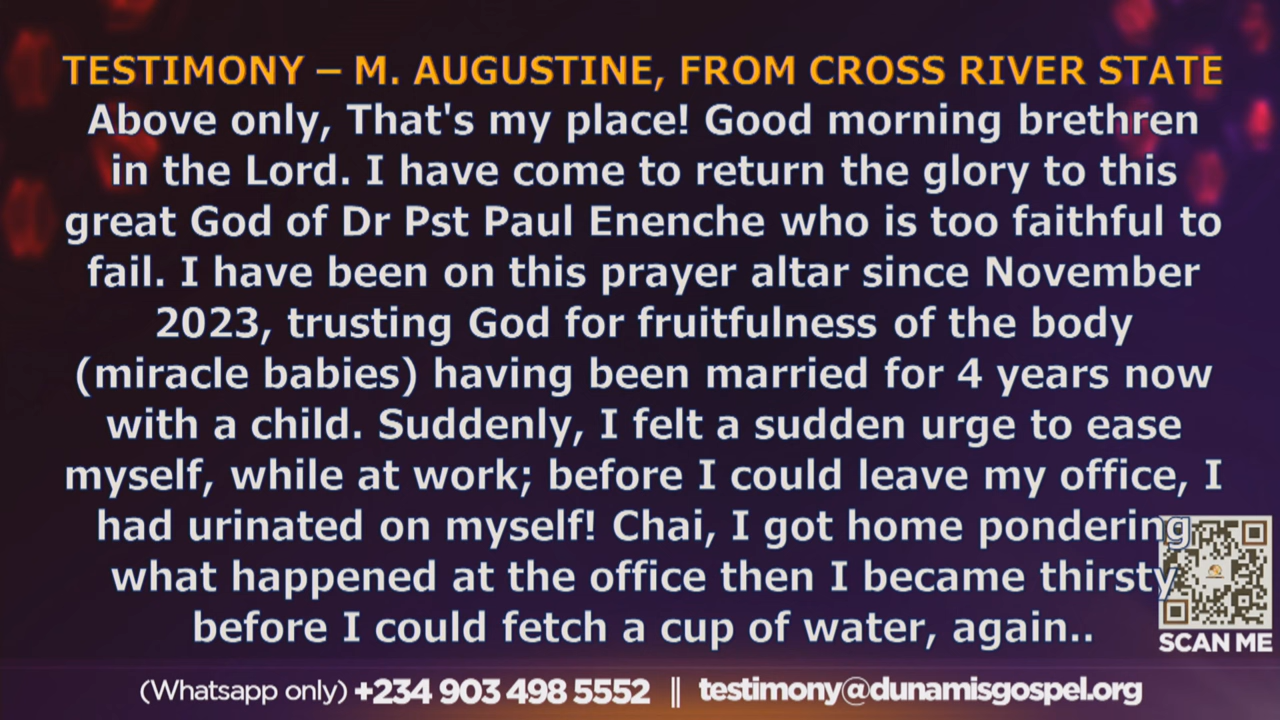 TESTIMONY – M. AUGUSTINE, FROM CROSS RIVER STATE
Above only, That's my place! Good morning brethren
in the Lord. I have come to return the glory to this
great God of Dr Pst Paul Enenche who is too faithful to
fail. I have been on this prayer altar since November
2023, trusting God for fruitfulness of the body
(miracle babies) having been married for 4 years now
with a child. Suddenly, I felt a sudden urge to ease
myself, while at work; before I could leave my office, I
had urinated on myself! Chai, I got home pondering
what happened at the office then I became thirsty
before I could fetch a cup of water, again..
SCAN ME
(Whatsapp only) +234 903 498 5552 || testimony@dunamisgospel.org